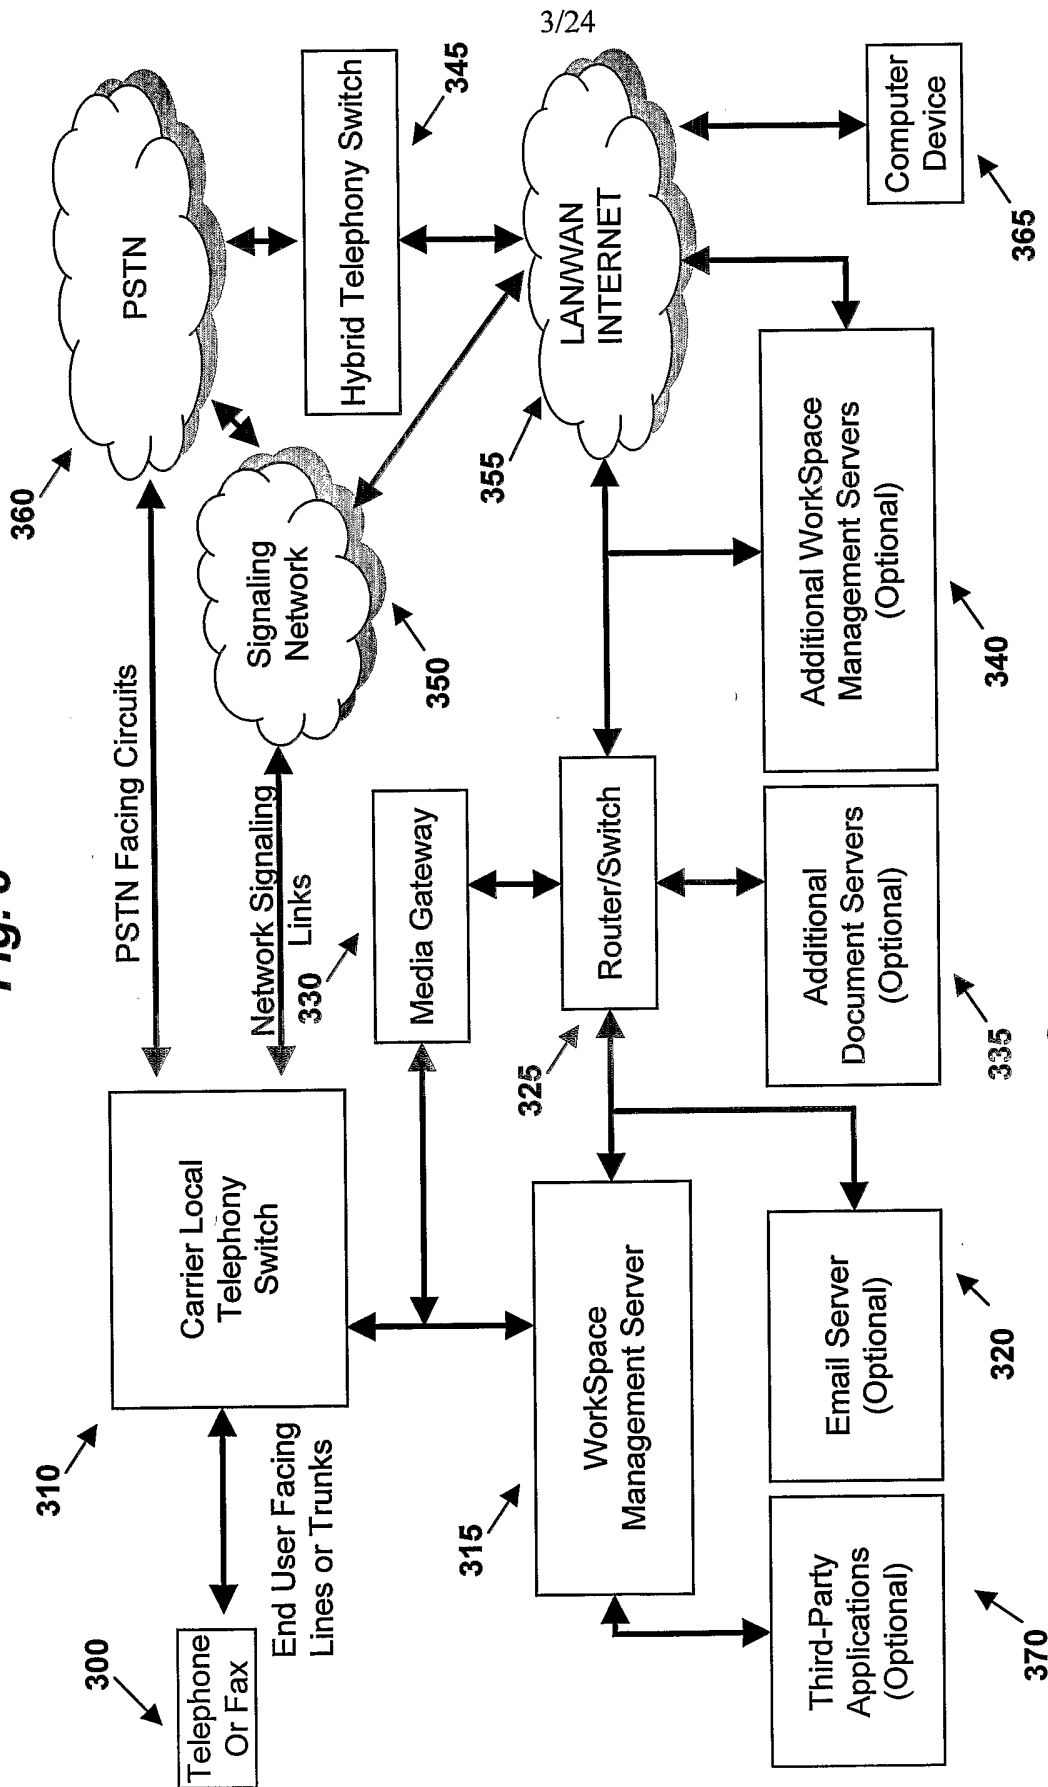 3/24
Fig. 3
PSTN
360
PSTN Facing Circuits
Hybrid Telephony Switch
345
Signaling
Network
350
Network Signaling
Links
Carrier Local
Telephony
Switch
310
Telephone
Or Fax
300
End User Facing
Lines or Trunks
Media Gateway
330
LAN/WAN
INTERNET
355
Router/Switch
325
WorkSpace
Management Server
315
Computer
Device
365
Additional WorkSpace
Management Servers
(Optional)
340
Additional
Document Servers
(Optional)
335
Email Server
(Optional)
320
Third-Party
Applications
(Optional)
370